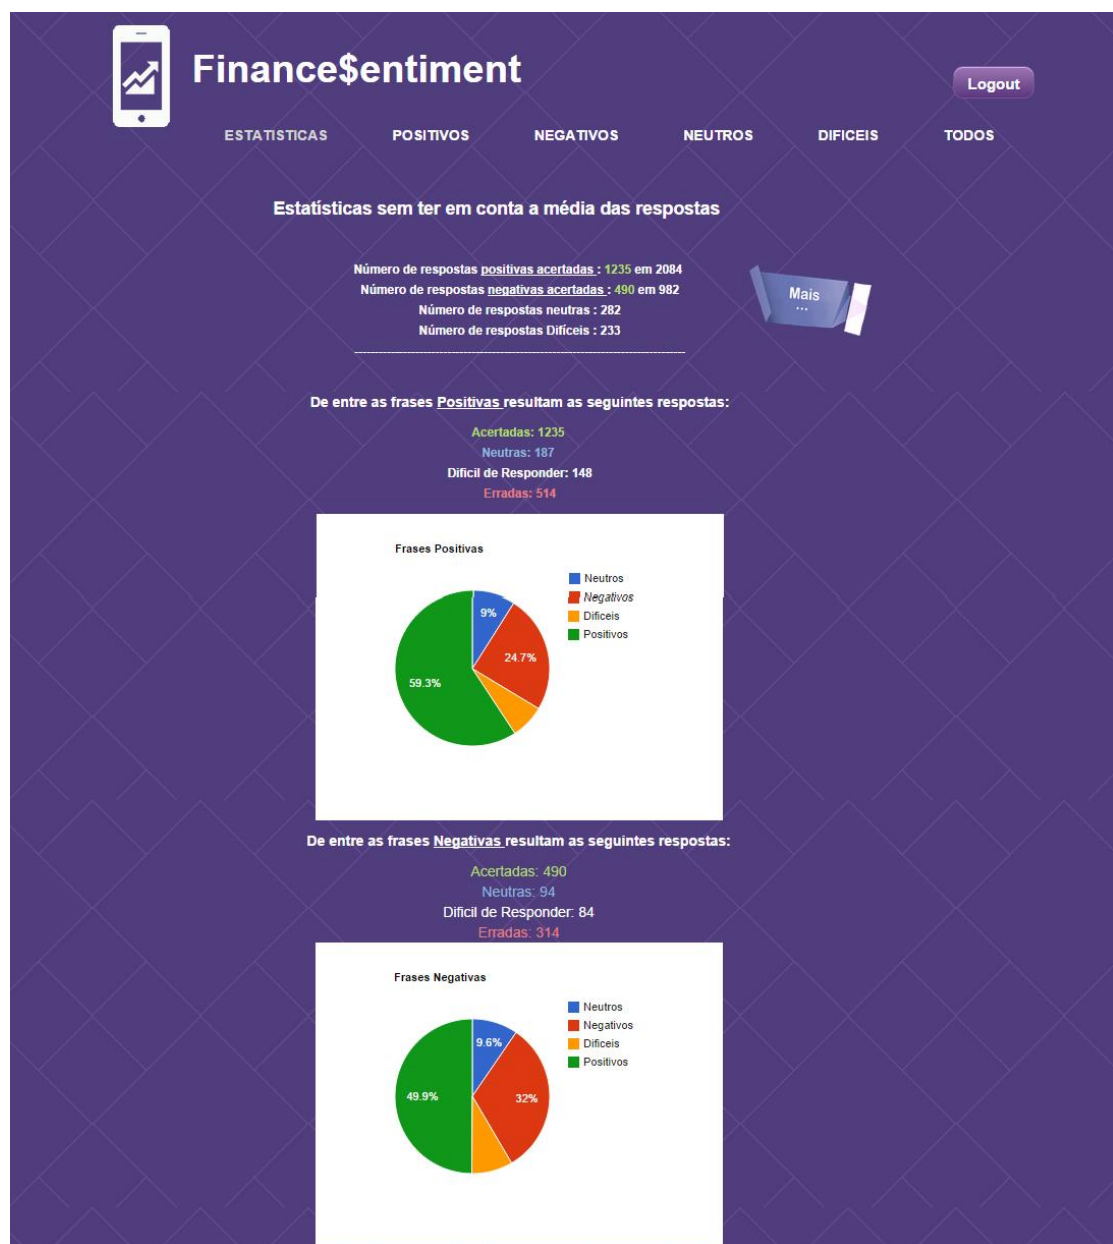 Finance$entiment
Logout
ESTATISTICAS POSITIVOS NEGATIVOS NEUTROS DIFICEIS TODOS
Estatísticas sem ter em conta a média das respostas
Número de respostas positivas acertadas : 1235 em 2084
Número de respostas negativas acertadas : 490 em 982
Número de respostas neutras : 282
Número de respostas Difíceis : 233
Mais
...
De entre as frases Positivas resultam as seguintes respostas:
Acertadas: 1235
Neutras: 187
Dificil de Responder: 148
Erradas: 514
Frases Positivas
Neutros
Negativos
Dificeis
Positivos
9%
24.7%
59.3%
De entre as frases Negativas resultam as seguintes respostas:
Acertadas: 490
Neutras: 94
Dificil de Responder: 84
Erradas: 314
Frases Negativas
Neutros
Negativos
Dificeis
Positivos
9.6%
49.9%
32%